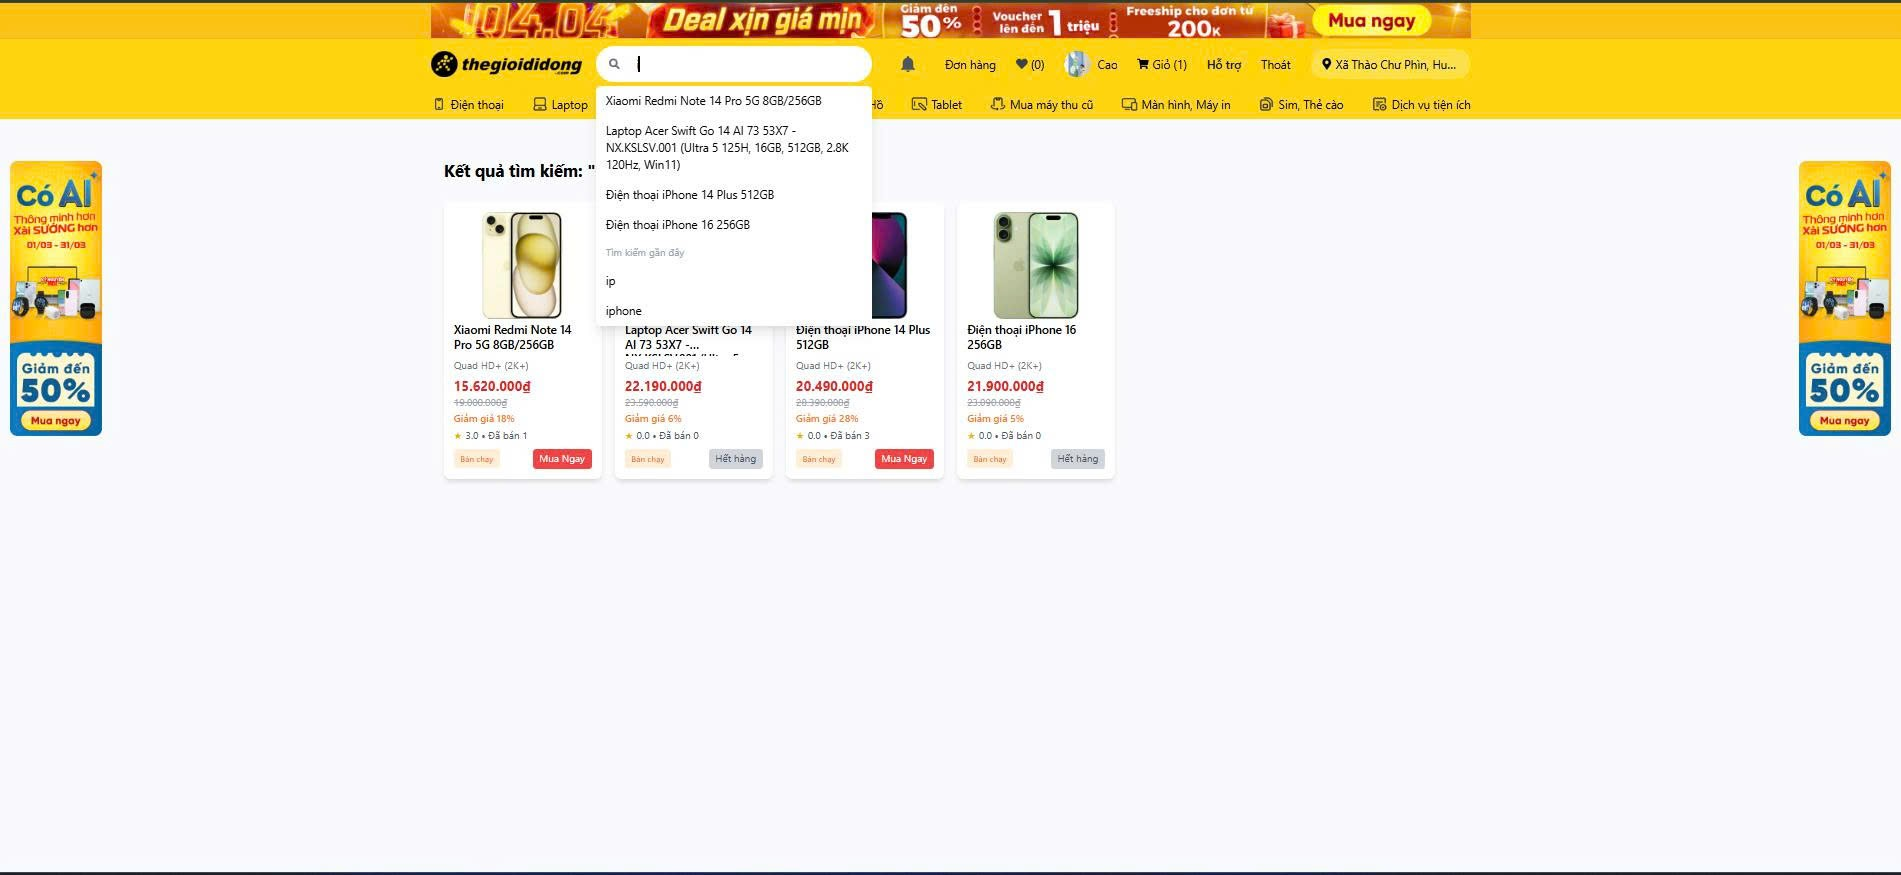 04.04
Deal xịn giá mịn
Giảm đến
50%
Voucher
lên đến 1 triệu
Freeship cho đơn từ
200K
Mua ngay
thegioididong
.com
i
Đơn hàng
(0)
Cao
Giỏ (1)
Hỗ trợ
Thoát
Xã Thào Chư Phìn, Hu...
Điện thoại
Laptop
Hồ
Tablet
Mua máy thu cũ
Màn hình, Máy in
Sim, Thẻ cào
Dịch vụ tiện ích
Xiaomi Redmi Note 14 Pro 5G 8GB/256GB
Laptop Acer Swift Go 14 AI 73 53X7 -
NX.KSLSV.001 (Ultra 5 125H, 16GB, 512GB, 2.8K
120Hz, Win11)
Điện thoại iPhone 14 Plus 512GB
Điện thoại iPhone 16 256GB
Tìm kiếm gần đây
ip
iphone
Kết quả tìm kiếm: "
Xiaomi Redmi Note 14
Pro 5G 8GB/256GB
Quad HD+ (2K+)
15.620.000₫
19.000.000₫
Giảm giá 18%
★ 3.0 • Đã bán 1
Bán chạy
Mua Ngay
Laptop Acer Swift Go 14
AI 73 53X7 -...
Quad HD+ (2K+)
22.190.000₫
23.590.000₫
Giảm giá 6%
★ 0.0 • Đã bán 0
Bán chạy
Hết hàng
Điện thoại iPhone 14 Plus
512GB
Quad HD+ (2K+)
20.490.000₫
28.390.000₫
Giảm giá 28%
★ 0.0 • Đã bán 3
Bán chạy
Mua Ngay
Điện thoại iPhone 16
256GB
Quad HD+ (2K+)
21.900.000₫
23.090.000₫
Giảm giá 5%
★ 0.0 • Đã bán 0
Bán chạy
Hết hàng
Có AI
Thông minh hơn
Xài SƯỚNG hơn
01/03 - 31/03
Giảm đến
50%
Mua ngay
Có AI
Thông minh hơn
Xài SƯỚNG hơn
01/03 - 31/03
Giảm đến
50%
Mua ngay